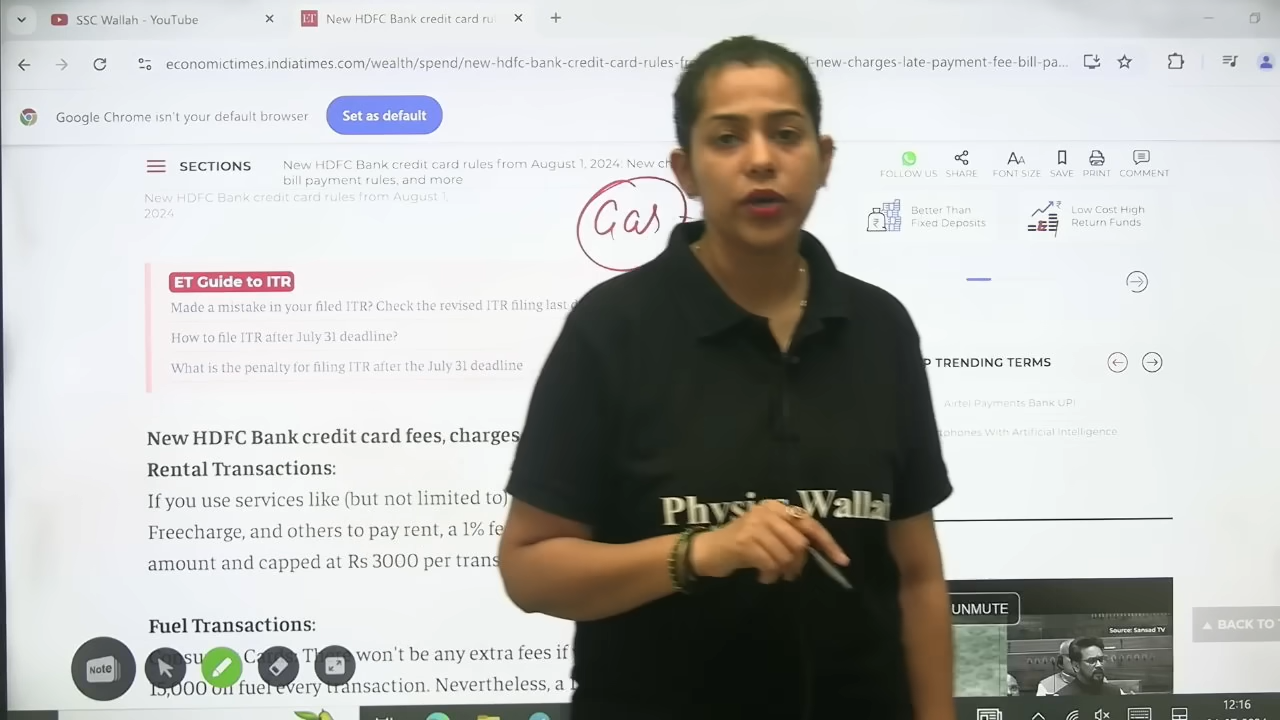 SSC Wallah - YouTube
ET New HDFC Bank credit card
economictimes.indiatimes.com/wealth/spend/new-hdfc-bank-credit-card-rules
new-charges-late-payment-fee-bill-pa...
Google Chrome isn't your default browser
Set as default
SECTIONS
New HDFC Bank credit card rules from August 1, 2024: New
bill payment rules, and more
New HDFC Bank credit card rules from August 1,
2024
FOLLOW US
SHARE
FONT SIZE
SAVE
PRINT
COMMENT
Gas
Better Than
Fixed Deposits
Low Cost High
Return Funds
ET Guide to ITR
Made a mistake in your filed ITR? Check the revised ITR filing last
How to file ITR after July 31 deadline?
What is the penalty for filing ITR after the July 31 deadline
TRENDING TERMS
Airtel Payments Bank UPI
With Artificial Intelligence
New HDFC Bank credit card fees, charges
Rental Transactions:
If you use services like (but not limited to)
Freecharge, and others to pay rent, a 1%
amount and capped at Rs 3000 per
Physics Wallah
Fuel Transactions:
won't be any extra fees if
15,000 on fuel every transaction. Nevertheless, a
Note
UNMUTE
Source: Sansad TV
BACK TO
12:16